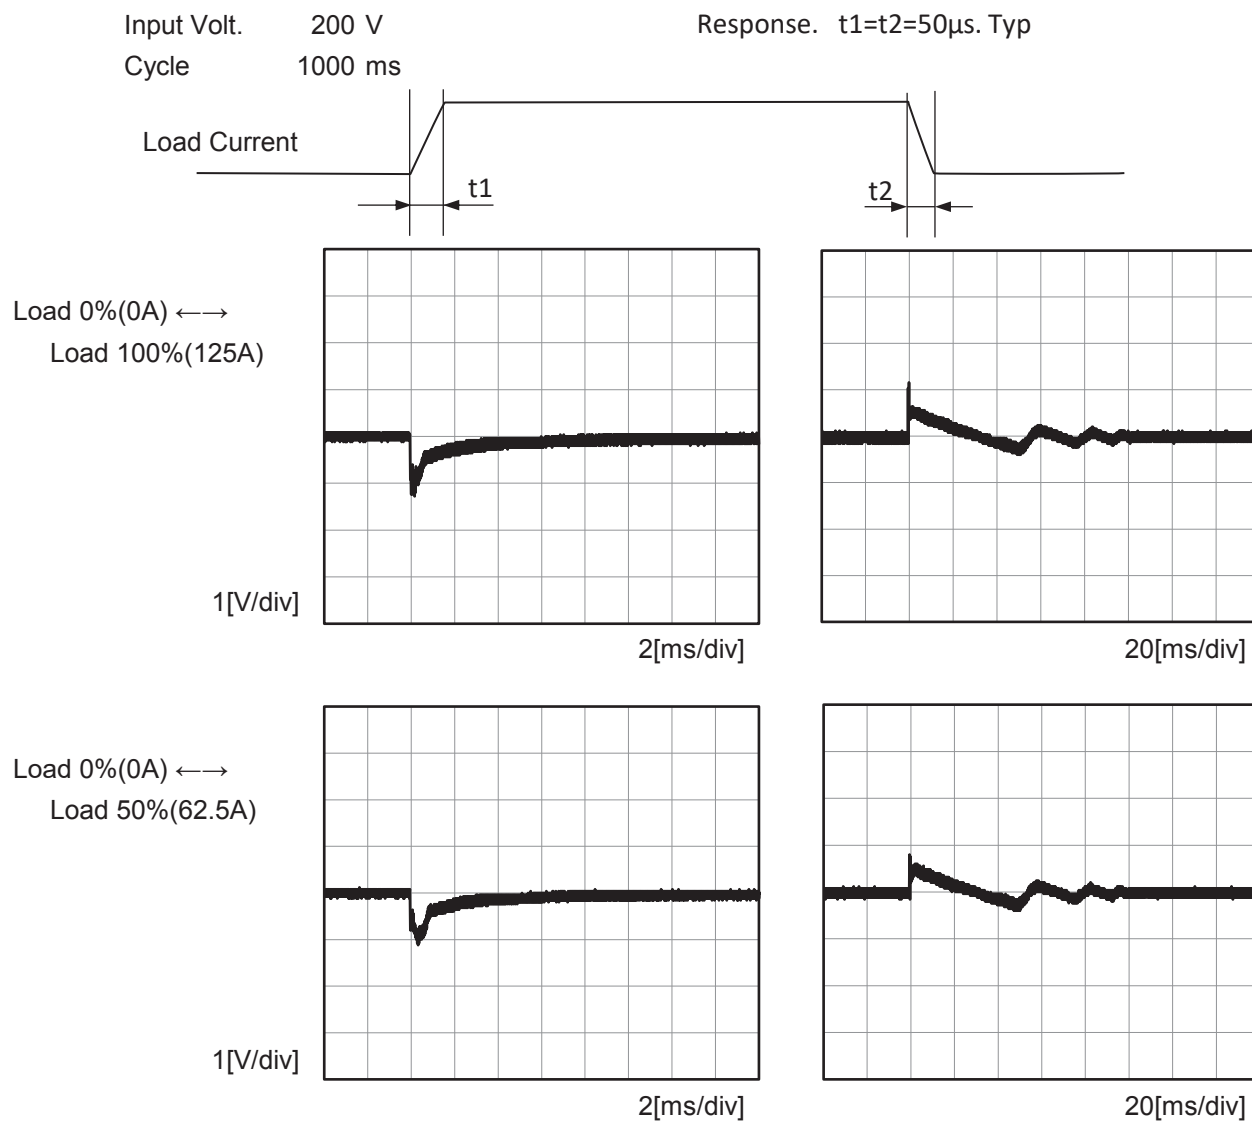 Input Volt. 200 V Response. t1=t2=50μs. Typ
Cycle 1000 ms
Load Current
t1
t2
Load 0%(0A) ←→
Load 100%(125A)
1[V/div]
2[ms/div]
20[ms/div]
Load 0%(0A) ←→
Load 50%(62.5A)
1[V/div]
2[ms/div]
20[ms/div]